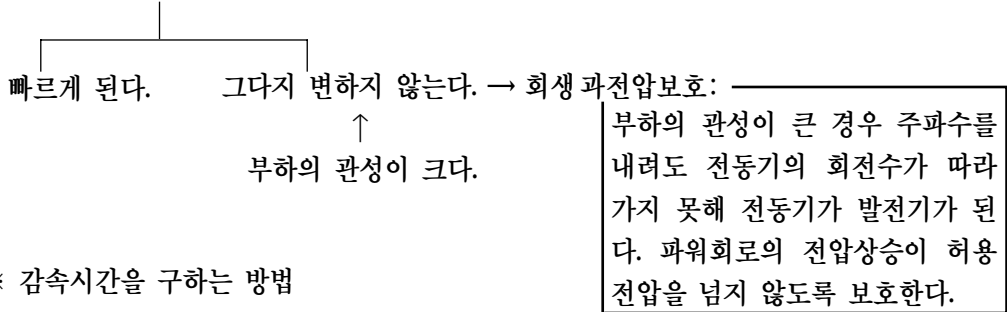 빠르게 된다. 그다지 변하지 않는다. → 회생 과전압보호:
↑
부하의 관성이 크다.
부하의 관성이 큰 경우 주파수를
내려도 전동기의 회전수가 따라
가지 못해 전동기가 발전기가 된
다. 파워회로의 전압상승이 허용
전압을 넘지 않도록 보호한다.
※ 감속시간을 구하는 방법